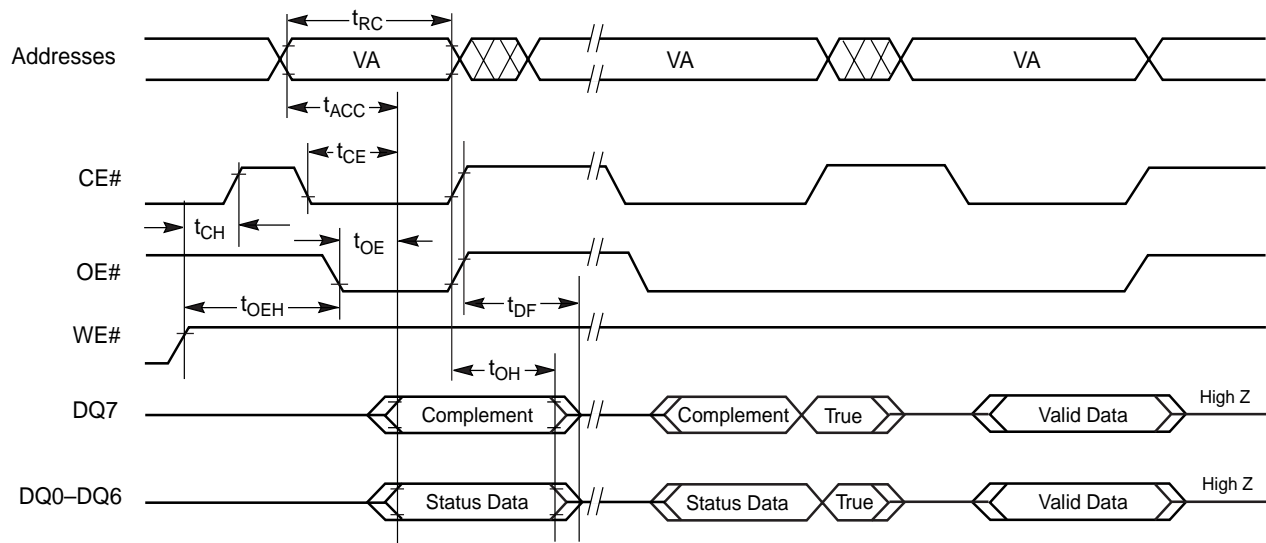 tRC
Addresses VA VA VA
tACC
tCE
CE#
tCH
tOE
OE#
tOEH tDF
WE#
tOH
DQ7 Complement Complement True Valid Data High Z
DQ0–DQ6 Status Data Status Data True Valid Data High Z